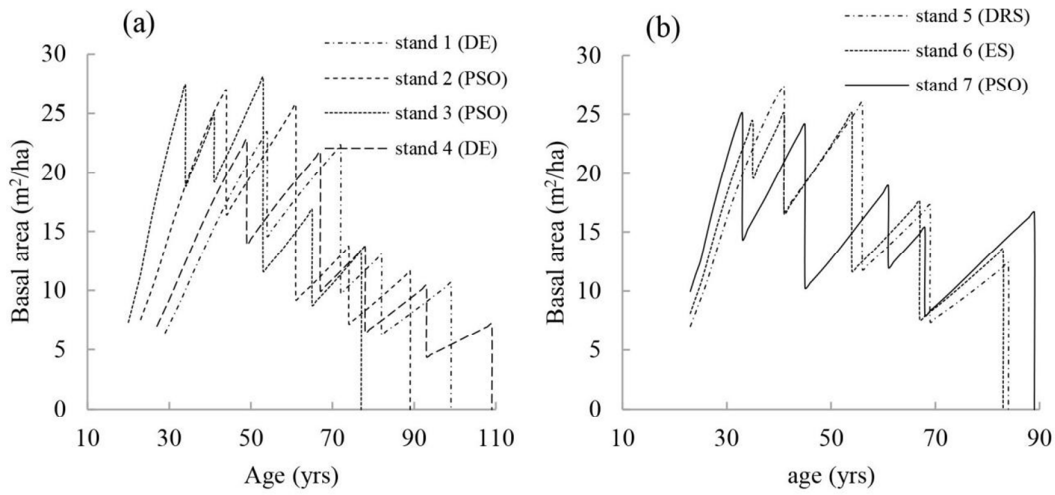 (a)
stand 1 (DE)
stand 2 (PSO)
stand 3 (PSO)
stand 4 (DE)
30
25
20
15
10
5
0
Basal area (m²/ha)
10 30 50 70 90 110
Age (yrs)
(b)
stand 5 (DRS)
stand 6 (ES)
stand 7 (PSO)
30
25
20
15
10
5
0
Basal area (m²/ha)
10 30 50 70 90
age (yrs)